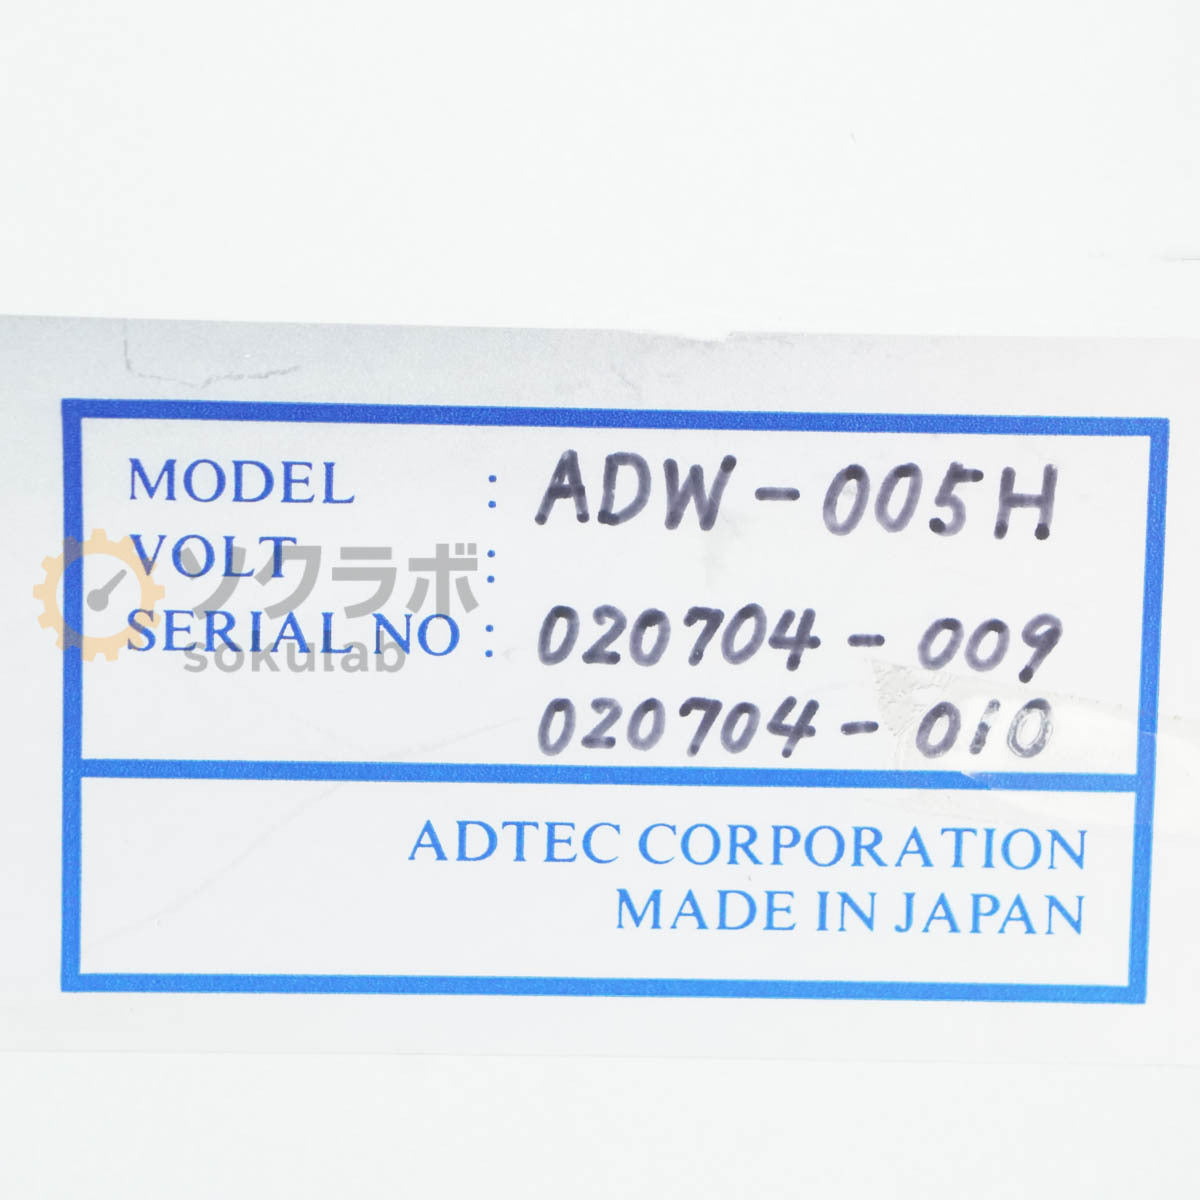 MODEL : ADW-005H
VOLT :
SERIAL NO : 020704-009
020704-010
ADTEC CORPORATION
MADE IN JAPAN
ソクラボ
sokulab